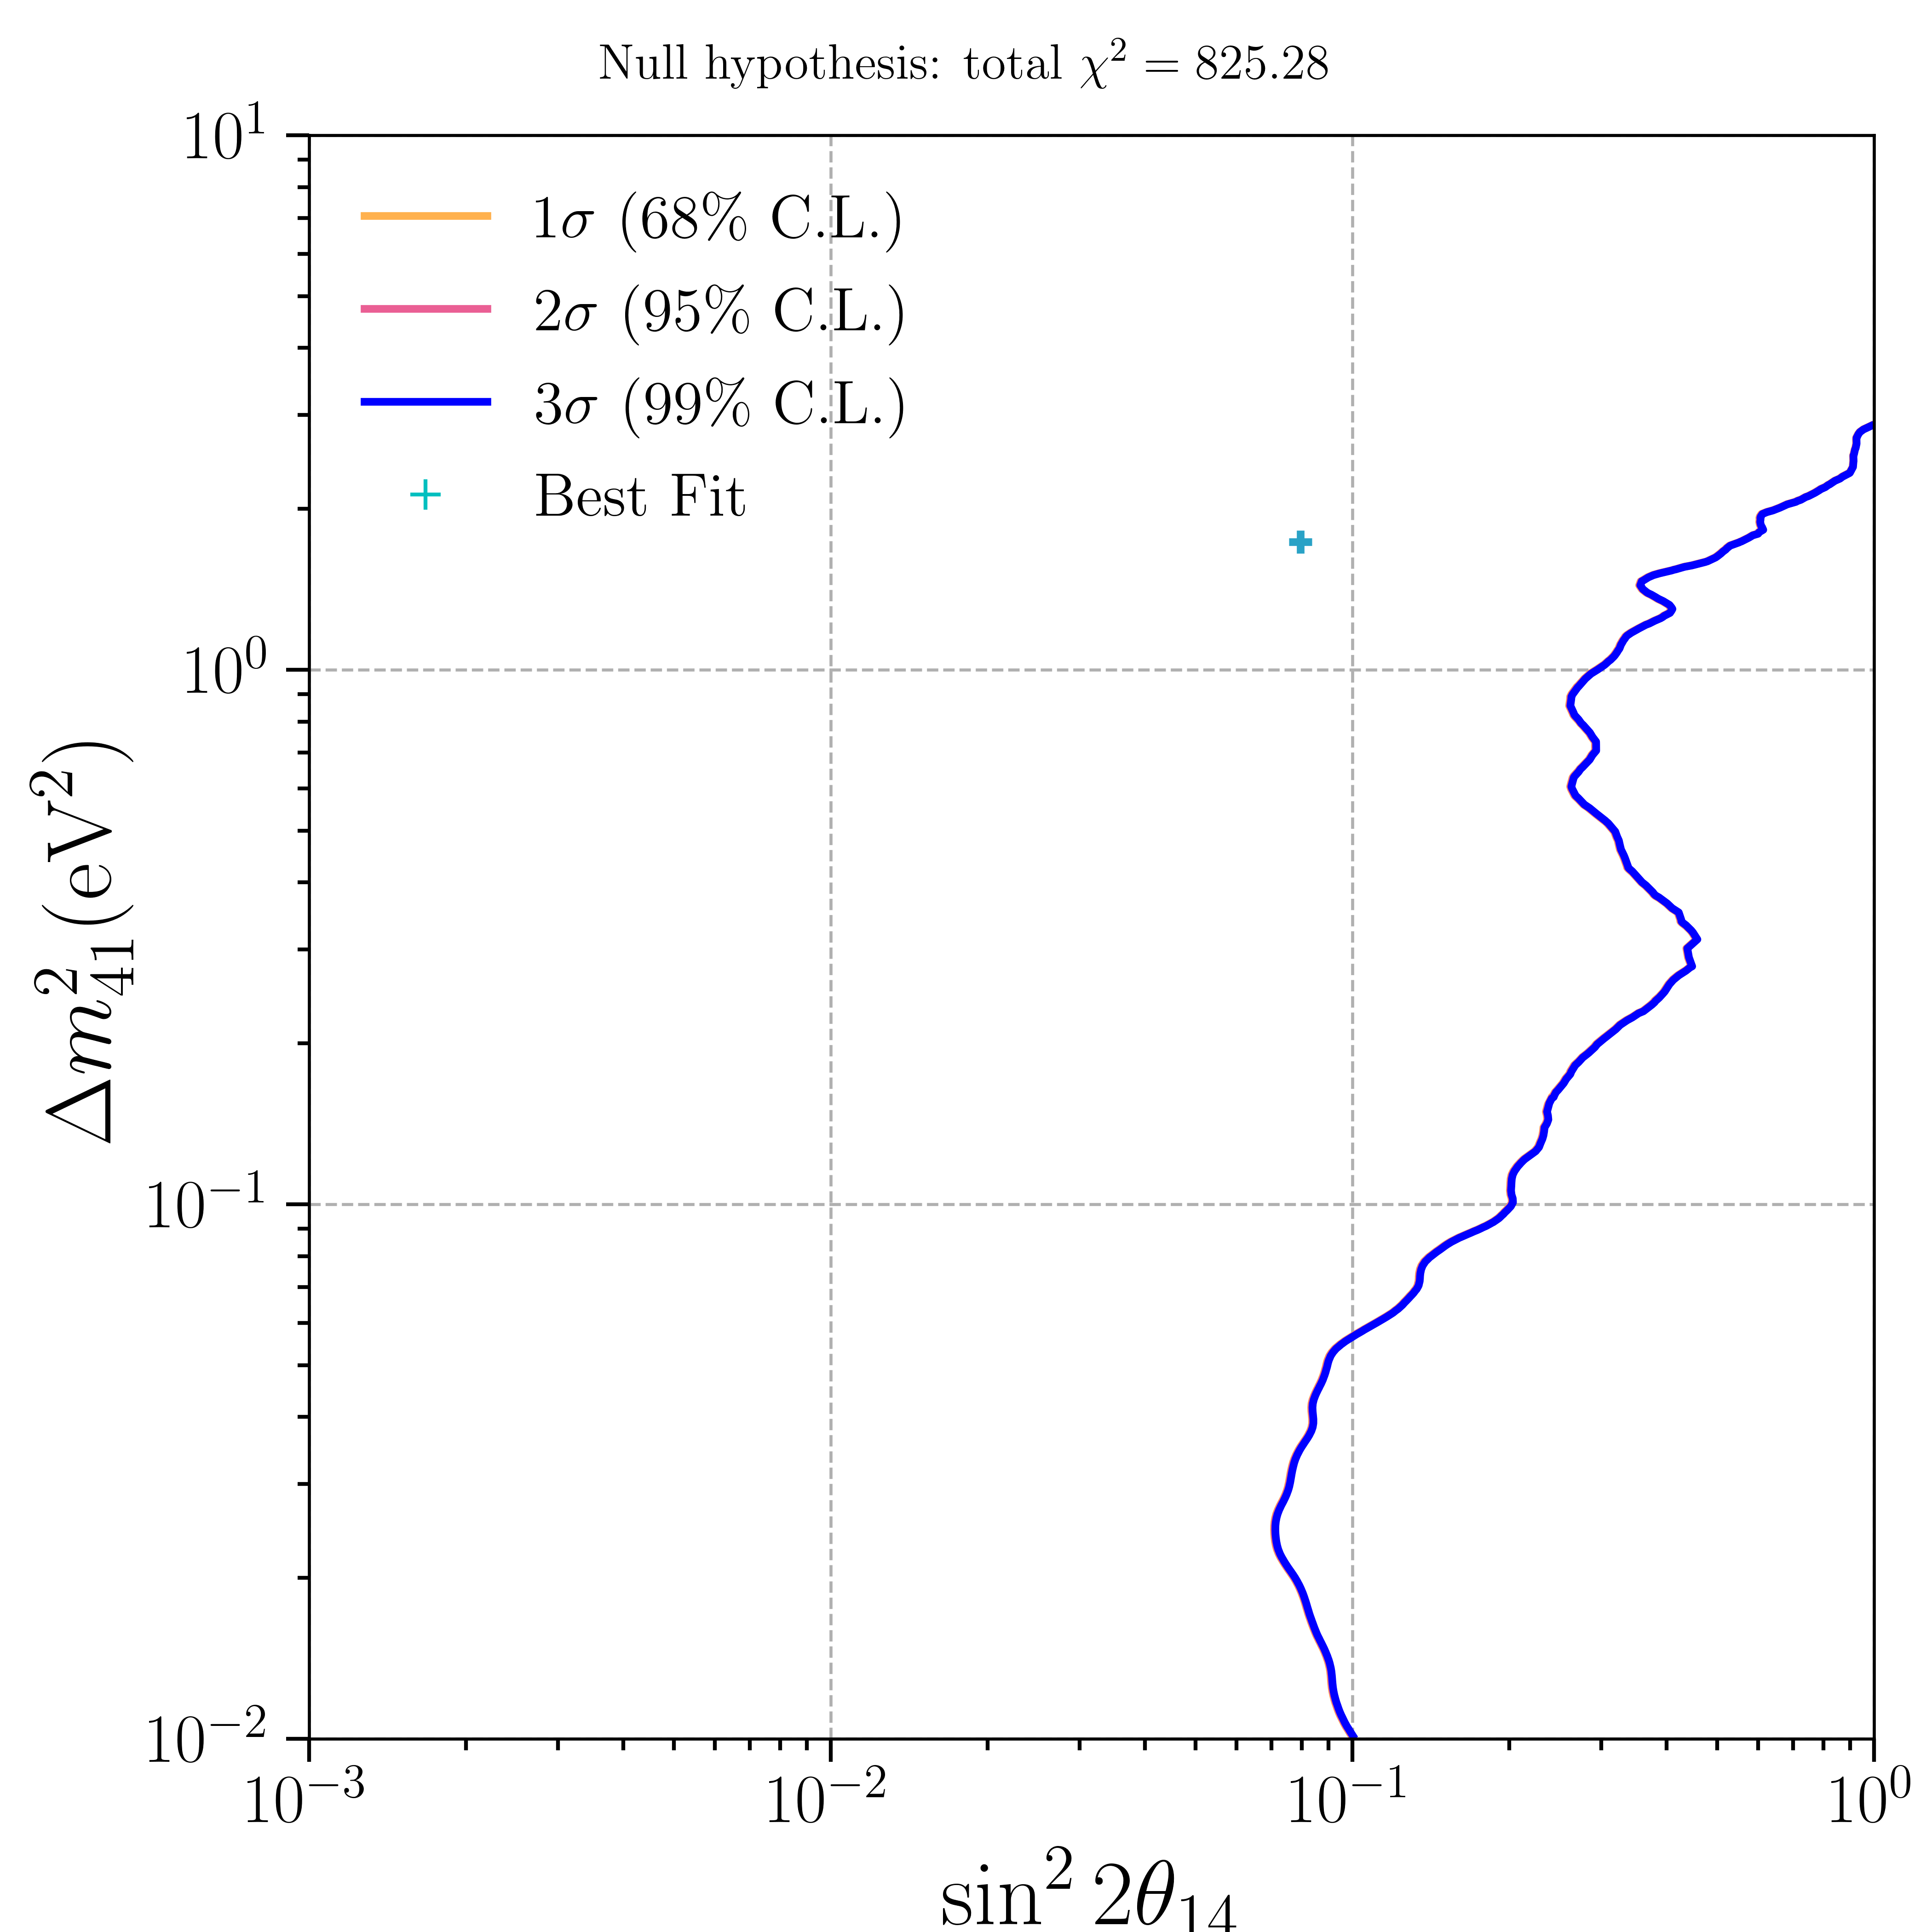 Null hypothesis: total χ² = 825.28
10¹
1σ (68% C.L.)
2σ (95% C.L.)
3σ (99% C.L.)
Best Fit
10⁰
Δm²₄₁(eV²)
10⁻¹
10⁻²
10⁻³
10⁻²
10⁻¹
10⁰
sin² 2θ₁₄